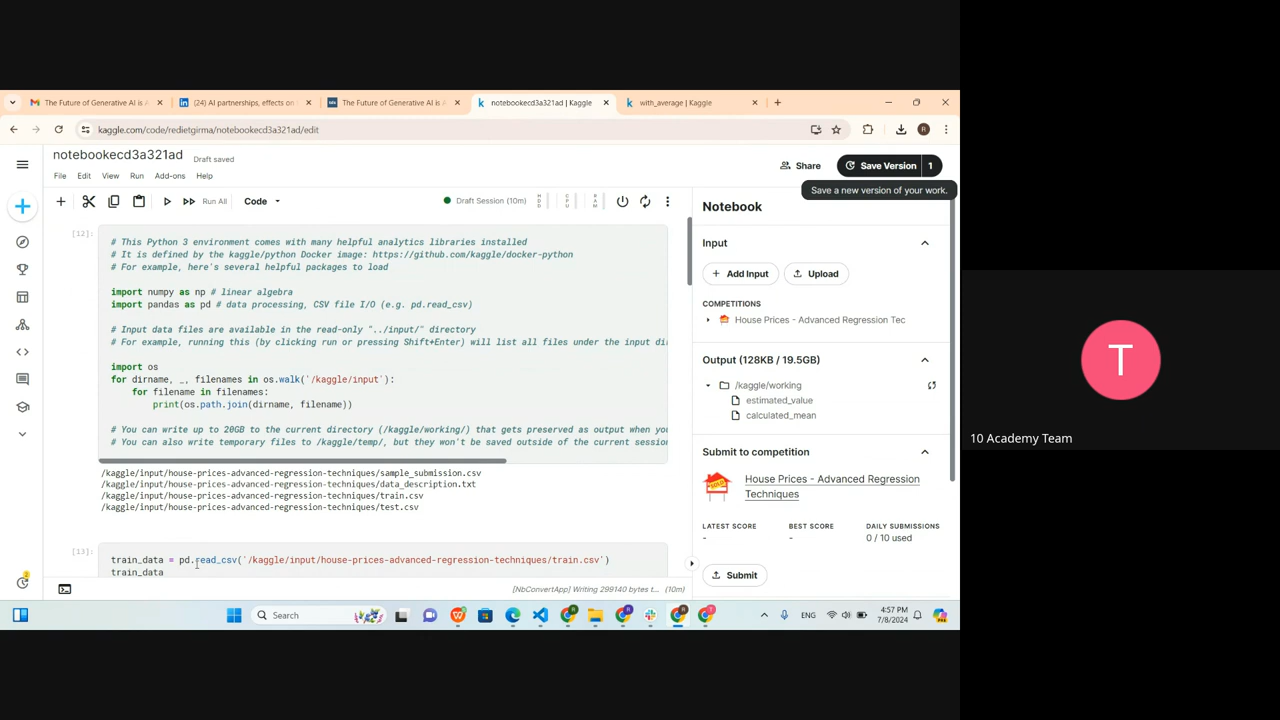 The Future of Generative AI is A
(24) AI partnerships, effects on
The Future of Generative AI is A
notebookecd3a321ad | Kaggle
with_average | Kaggle
kaggle.com/code/redietgirma/notebookecd3a321ad/edit
R
notebookecd3a321ad
Draft saved
Share
Save Version 1
File Edit View Run Add-ons Help
Save a new version of your work.
Run All
Code
Draft Session (10m)
HDD
CPU
RAM
Notebook
[12]:
# This Python 3 environment comes with many helpful analytics libraries installed
# It is defined by the kaggle/python Docker image: https://github.com/kaggle/docker-python
# For example, here's several helpful packages to load
import numpy as np # linear algebra
import pandas as pd # data processing, CSV file I/O (e.g. pd.read_csv)
# Input data files are available in the read-only "../input/" directory
# For example, running this (by clicking run or pressing Shift+Enter) will list all files under the input di
import os
for dirname, _, filenames in os.walk('/kaggle/input'):
for filename in filenames:
print(os.path.join(dirname, filename))
# You can write up to 20GB to the current directory (/kaggle/working/) that gets preserved as output when yo
# You can also write temporary files to /kaggle/temp/, but they won't be saved outside of the current session
/kaggle/input/house-prices-advanced-regression-techniques/sample_submission.csv
/kaggle/input/house-prices-advanced-regression-techniques/data_description.txt
/kaggle/input/house-prices-advanced-regression-techniques/train.csv
/kaggle/input/house-prices-advanced-regression-techniques/test.csv
[13]:
train_data = pd.read_csv('/kaggle/input/house-prices-advanced-regression-techniques/train.csv')
train_data
[NbConvertApp] Writing 299140 bytes t... (10m)
Input
Add Input
Upload
COMPETITIONS
House Prices - Advanced Regression Tec
Output (128KB / 19.5GB)
/kaggle/working
estimated_value
calculated_mean
Submit to competition
House Prices - Advanced Regression
Techniques
LATEST SCORE
-
BEST SCORE
-
DAILY SUBMISSIONS
0 / 10 used
Submit
Search
ENG
4:57 PM
7/8/2024
T
10 Academy Team